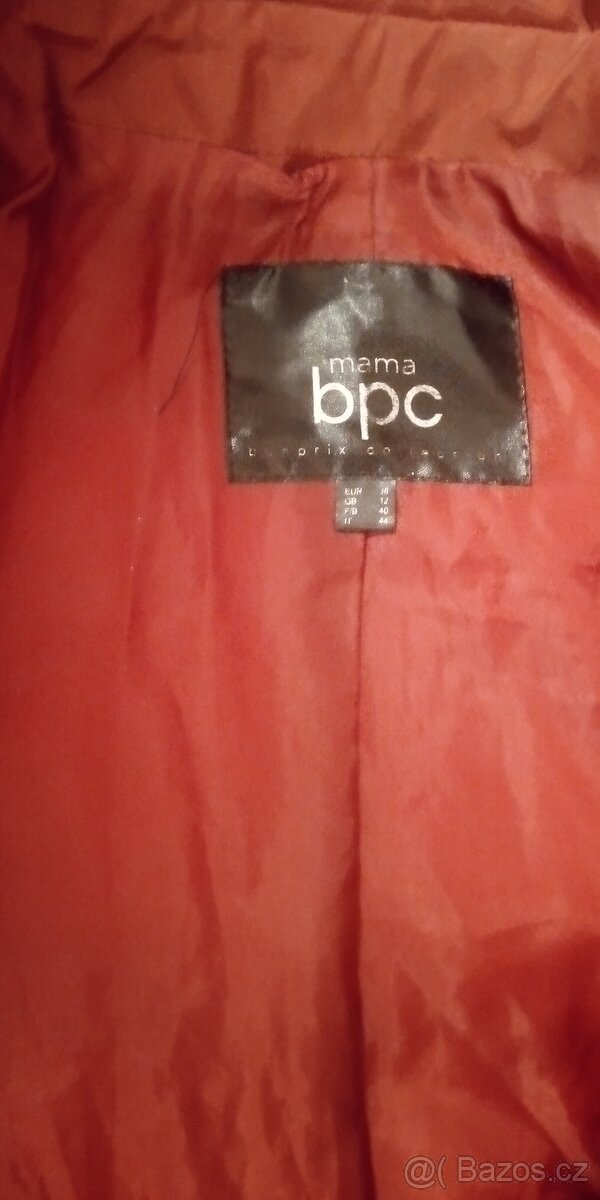 mama
bpc
bonprix collection
EUR 38
GB 12
F/B 40
IT 44
@( Bazos.cz